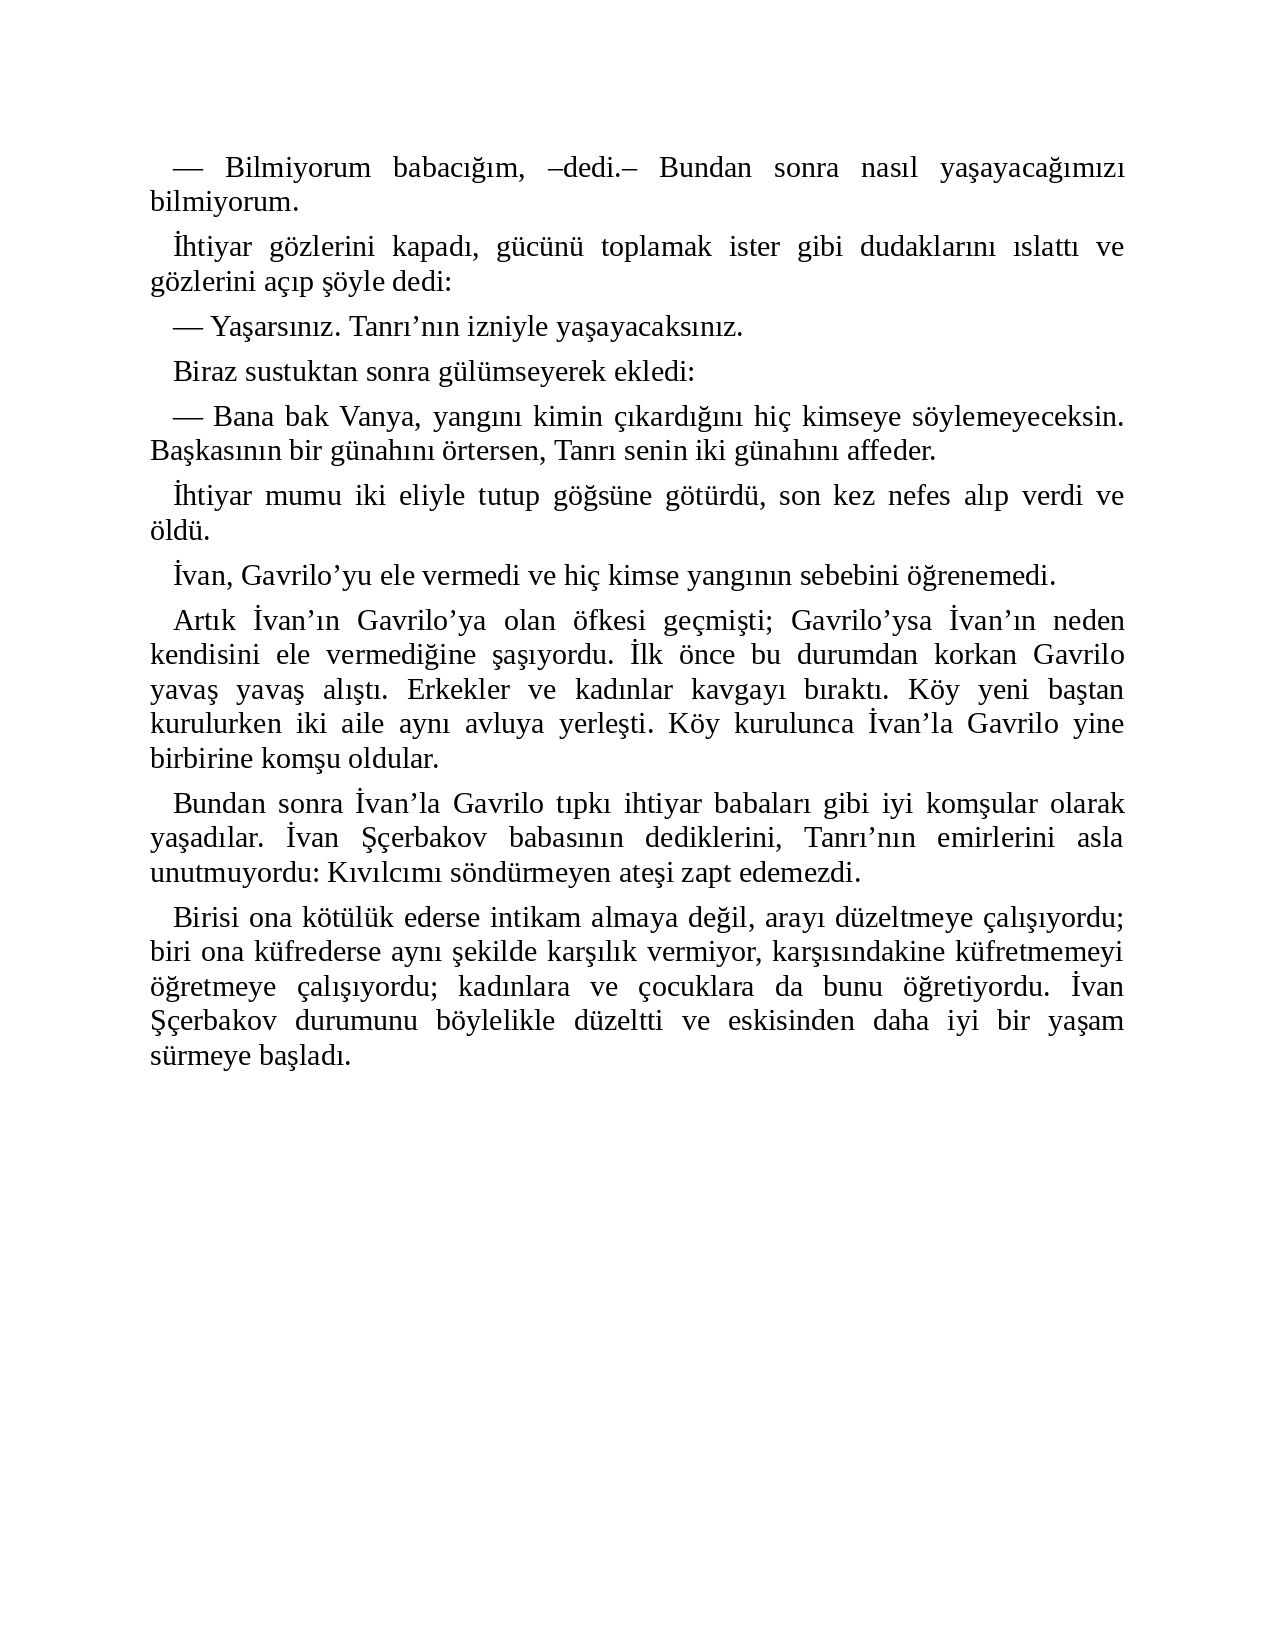 — Bilmiyorum babacığım, –dedi.– Bundan sonra nasıl yaşayacağımızı
bilmiyorum.
İhtiyar gözlerini kapadı, gücünü toplamak ister gibi dudaklarını ıslattı ve
gözlerini açıp şöyle dedi:
— Yaşarsınız. Tanrı’nın izniyle yaşayacaksınız.
Biraz sustuktan sonra gülümseyerek ekledi:
— Bana bak Vanya, yangını kimin çıkardığını hiç kimseye söylemeyeceksin.
Başkasının bir günahını örtersen, Tanrı senin iki günahını affeder.
İhtiyar mumu iki eliyle tutup göğsüne götürdü, son kez nefes alıp verdi ve
öldü.
İvan, Gavrilo’yu ele vermedi ve hiç kimse yangının sebebini öğrenemedi.
Artık İvan’ın Gavrilo’ya olan öfkesi geçmişti; Gavrilo’ysa İvan’ın neden
kendisini ele vermediğine şaşıyordu. İlk önce bu durumdan korkan Gavrilo
yavaş yavaş alıştı. Erkekler ve kadınlar kavgayı bıraktı. Köy yeni baştan
kurulurken iki aile aynı avluya yerleşti. Köy kurulunca İvan’la Gavrilo yine
birbirine komşu oldular.
Bundan sonra İvan’la Gavrilo tıpkı ihtiyar babaları gibi iyi komşular olarak
yaşadılar. İvan Şçerbakov babasının dediklerini, Tanrı’nın emirlerini asla
unutmuyordu: Kıvılcımı söndürmeyen ateşi zapt edemezdi.
Birisi ona kötülük ederse intikam almaya değil, arayı düzeltmeye çalışıyordu;
biri ona küfrederse aynı şekilde karşılık vermiyor, karşısındakine küfretmemeyi
öğretmeye çalışıyordu; kadınlara ve çocuklara da bunu öğretiyordu. İvan
Şçerbakov durumunu böylelikle düzeltti ve eskisinden daha iyi bir yaşam
sürmeye başladı.